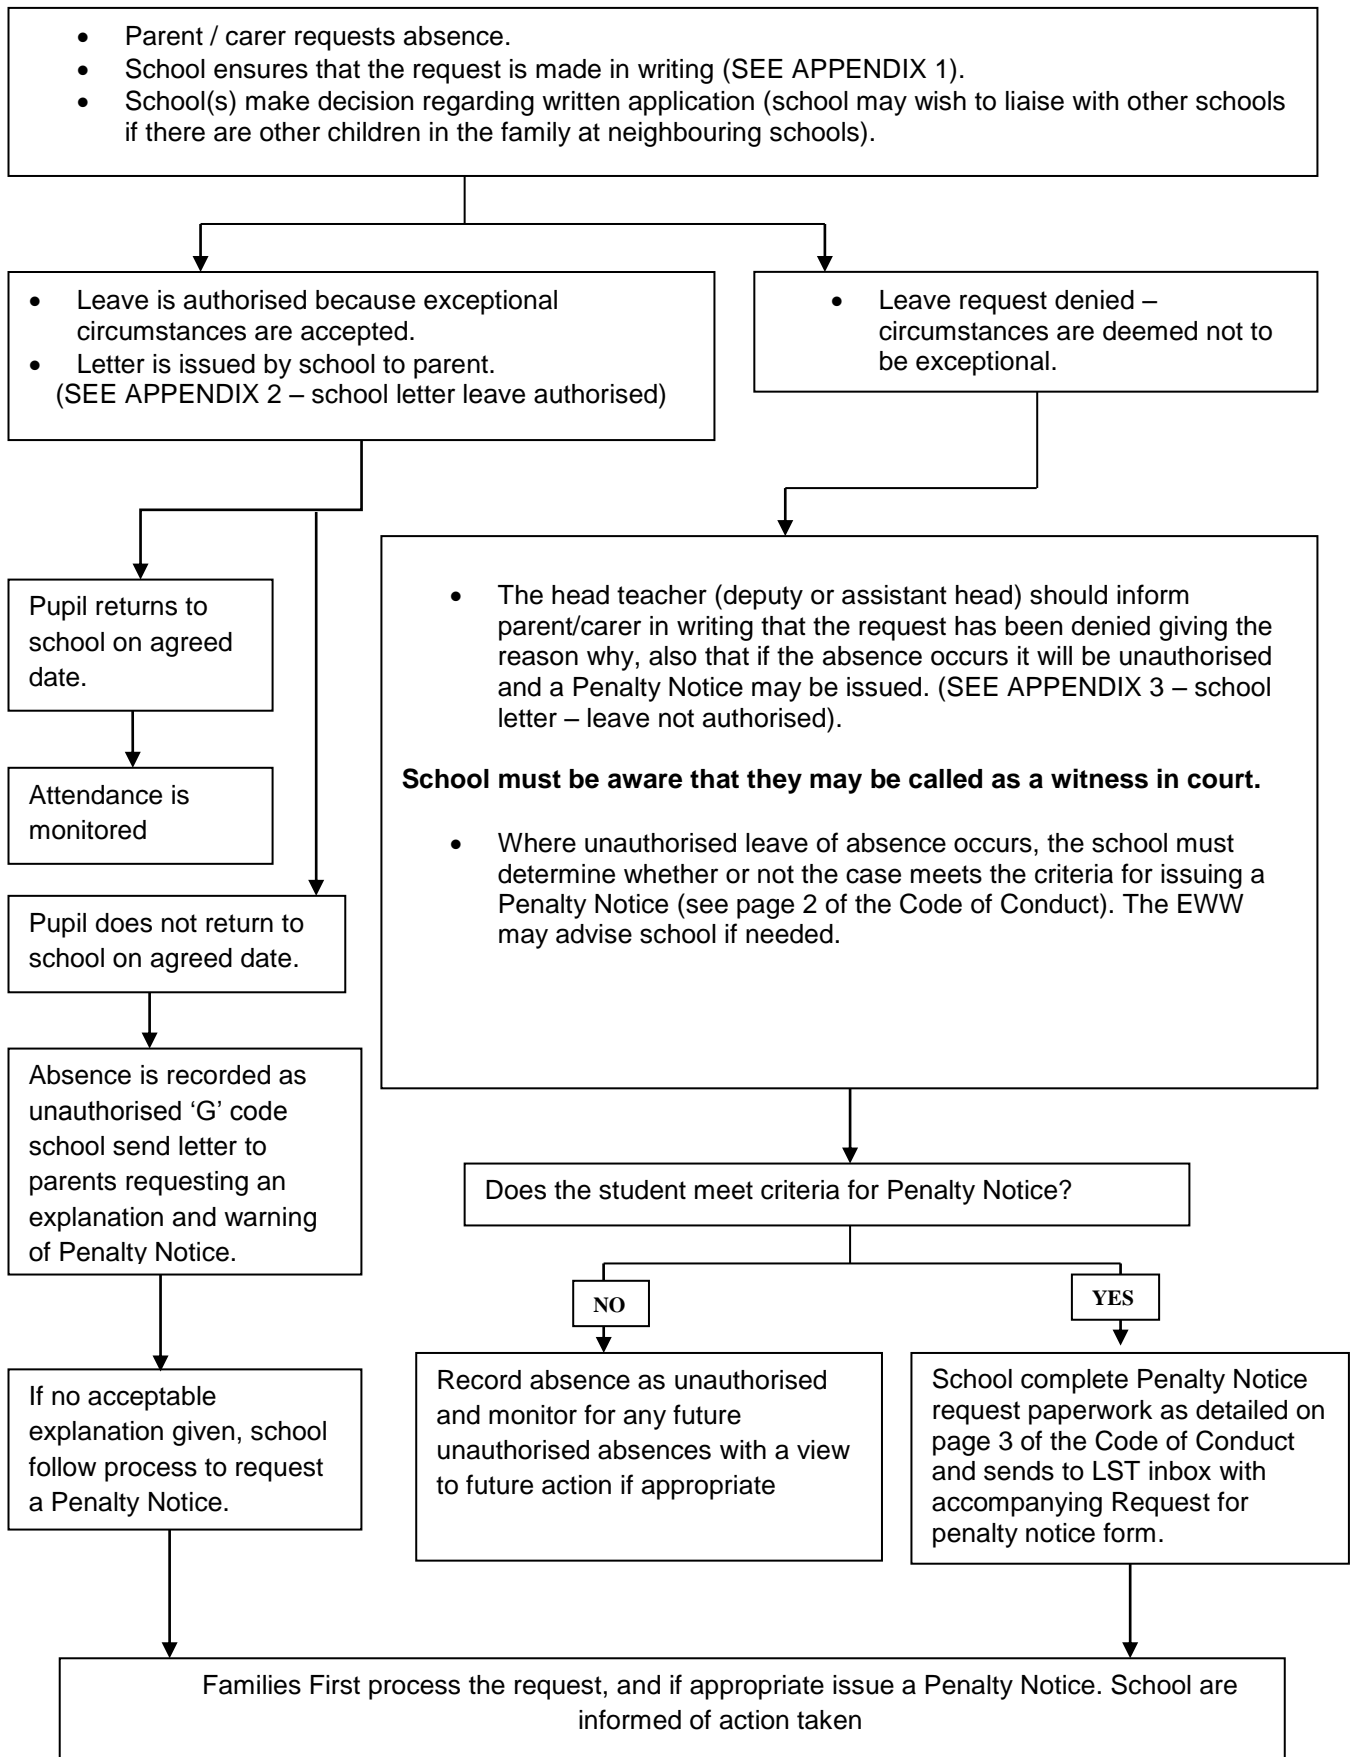 • Parent / carer requests absence.
• School ensures that the request is made in writing (SEE APPENDIX 1).
• School(s) make decision regarding written application (school may wish to liaise with other schools
if there are other children in the family at neighbouring schools).
• Leave is authorised because exceptional
circumstances are accepted.
• Letter is issued by school to parent.
(SEE APPENDIX 2 – school letter leave authorised)
• Leave request denied –
circumstances are deemed not to
be exceptional.
Pupil returns to
school on agreed
date.
Attendance is
monitored
Pupil does not return to
school on agreed date.
Absence is recorded as
unauthorised ‘G’ code
school send letter to
parents requesting an
explanation and warning
of Penalty Notice.
If no acceptable
explanation given, school
follow process to request
a Penalty Notice.
• The head teacher (deputy or assistant head) should inform
parent/carer in writing that the request has been denied giving the
reason why, also that if the absence occurs it will be unauthorised
and a Penalty Notice may be issued. (SEE APPENDIX 3 – school
letter – leave not authorised).
School must be aware that they may be called as a witness in court.
• Where unauthorised leave of absence occurs, the school must
determine whether or not the case meets the criteria for issuing a
Penalty Notice (see page 2 of the Code of Conduct). The EWW
may advise school if needed.
Does the student meet criteria for Penalty Notice?
NO
YES
Record absence as unauthorised
and monitor for any future
unauthorised absences with a view
to future action if appropriate
School complete Penalty Notice
request paperwork as detailed on
page 3 of the Code of Conduct
and sends to LST inbox with
accompanying Request for
penalty notice form.
Families First process the request, and if appropriate issue a Penalty Notice. School are
informed of action taken